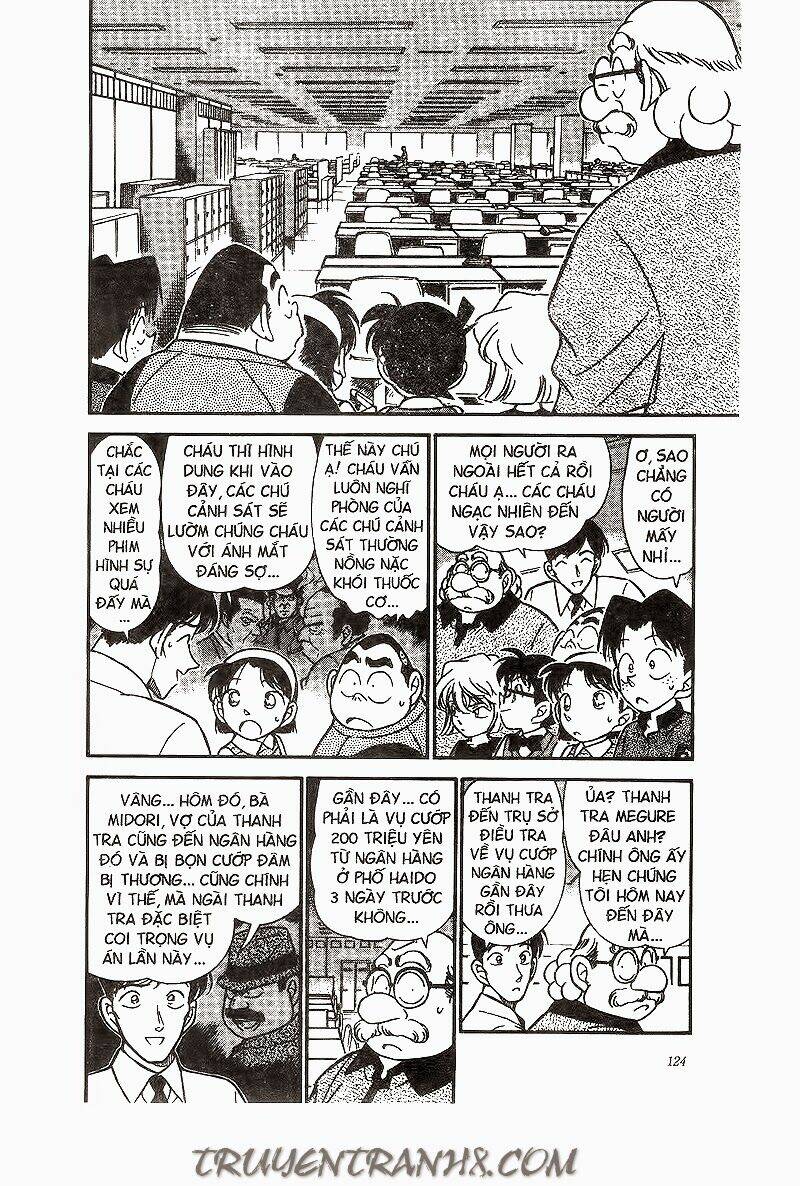 Ơ, SAO
CHẲNG
CÓ
NGƯỜI
MẤY
NHỈ...
MỌI NGƯỜI RA
NGOÀI HẾT CẢ RỒI
CHÁU Ạ... CÁC CHÁU
NGẠC NHIÊN ĐẾN
VẬY SAO?
THẾ NÀY CHÚ
Ạ! CHÁU VẪN
LUÔN NGHĨ
PHÒNG CỦA
CÁC CHÚ CẢNH
SÁT THƯỜNG
NỒNG NẶC
KHÓI THUỐC
CƠ...
CHÁU THÌ HÌNH
DUNG KHI VÀO
ĐÂY, CÁC CHÚ
CẢNH SÁT SẼ
LƯỜM CHÚNG CHÁU
VỚI ÁNH MẮT
ĐÁNG SỢ...
CHẮC
TẠI CÁC
CHÁU
XEM
NHIỀU
PHIM
HÌNH SỰ
QUÁ
ĐẤY MÀ
...
ỦA? THANH
TRA MEGURE
ĐÂU ANH?
CHÍNH ÔNG ẤY
HẸN CHÚNG
TÔI HÔM NAY
ĐẾN ĐÂY
MÀ...
THANH TRA
ĐẾN TRỤ SỞ
ĐIỀU TRA
VỀ VỤ CƯỚP
NGÂN HÀNG
GẦN ĐÂY
RỒI THƯA
ÔNG...
GẦN ĐÂY... CÓ
PHẢI LÀ VỤ CƯỚP
200 TRIỆU YÊN
TỪ NGÂN HÀNG
Ở PHỐ HAIDO
3 NGÀY TRƯỚC
KHÔNG...
VÂNG... HÔM ĐÓ, BÀ
MIDORI, VỢ CỦA THANH
TRA CŨNG ĐẾN NGÂN HÀNG
ĐÓ VÀ BỊ BỌN CƯỚP ĐÂM
BỊ THƯƠNG... CŨNG CHÍNH
VÌ THẾ, MÀ NGÀI THANH
TRA ĐẶC BIỆT
COI TRỌNG VỤ
ÁN LẦN NÀY...
124
TRUYENTRANH8.COM